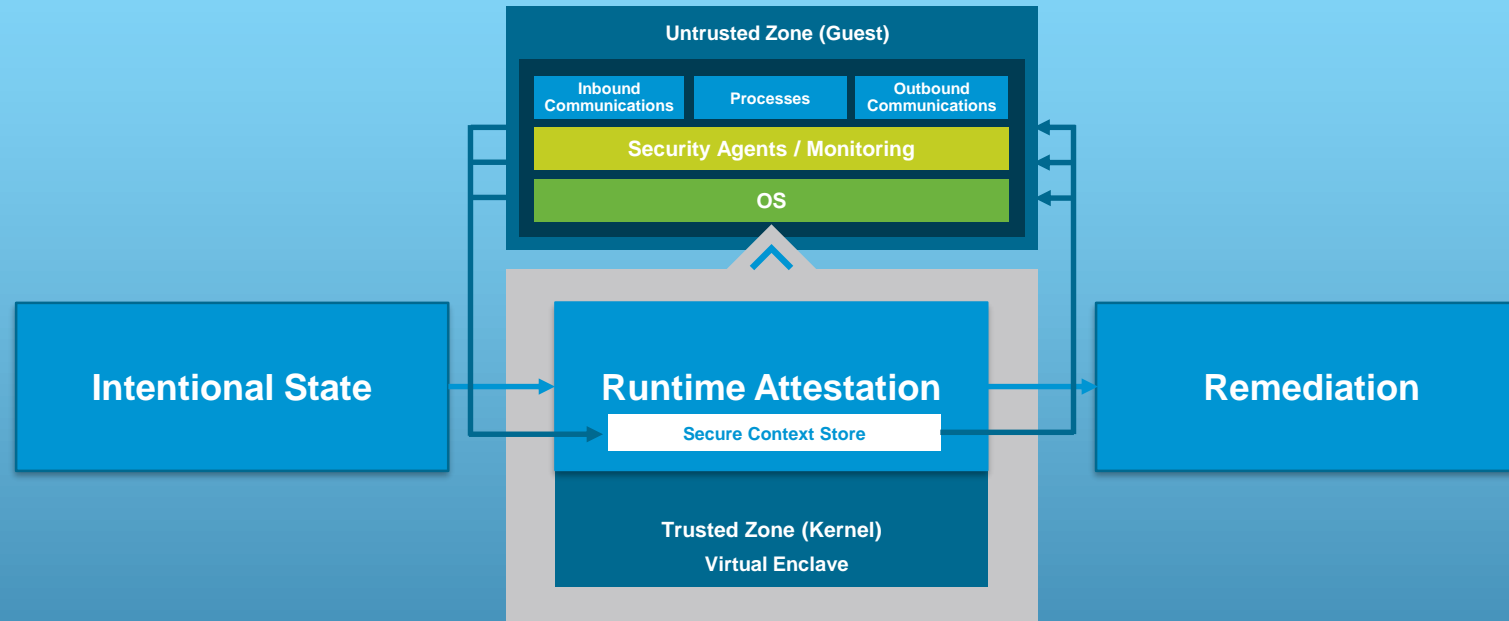 Untrusted Zone (Guest)
Inbound
Communications
Processes
Outbound
Communications
Security Agents / Monitoring
OS
Intentional State
Runtime Attestation
Remediation
Secure Context Store
Trusted Zone (Kernel)
Virtual Enclave